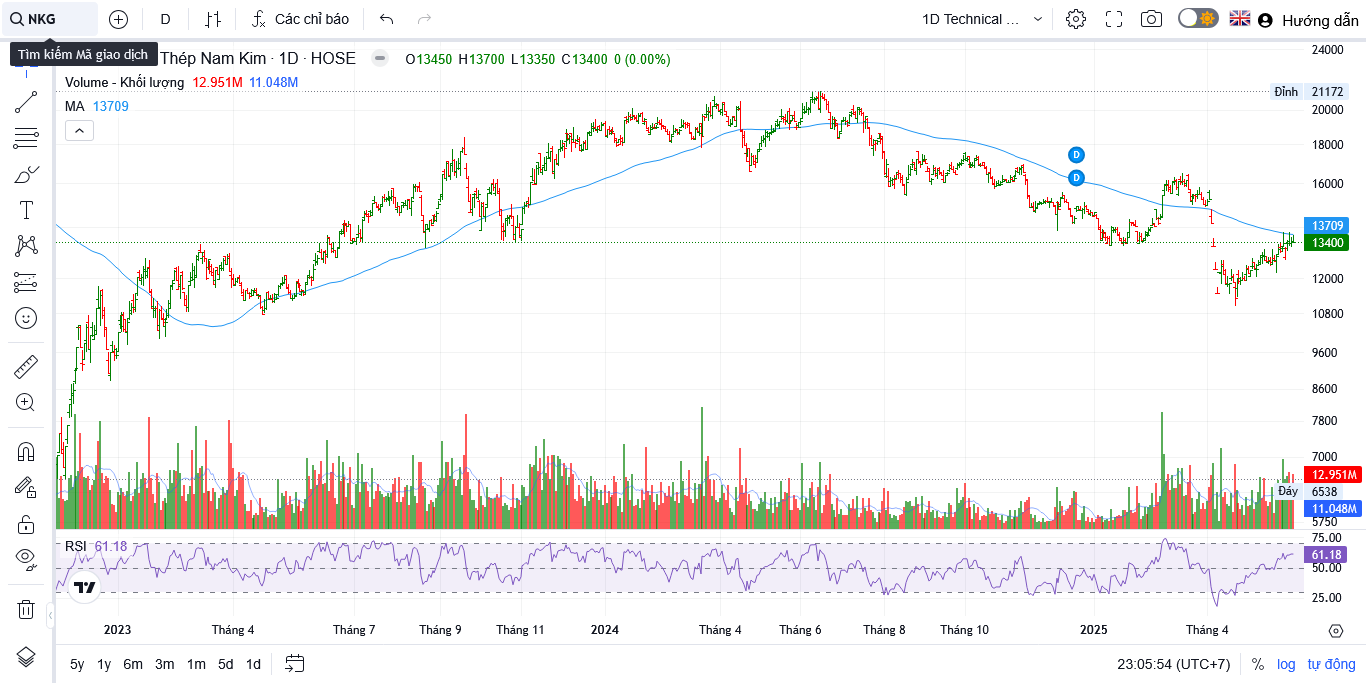 NKG
D
Các chỉ báo
1D Technical ...
Hướng dẫn
Tìm kiếm Mã giao dịch
Thép Nam Kim · 1D · HOSE
O13450 H13700 L13350 C13400 0 (0.00%)
Volume - Khối lượng 12.951M 11.048M
MA 13709
24000
Đỉnh 21172
20000
18000
D
D
16000
13709
13400
12000
10800
9600
8600
7800
7000
12.951M
Đáy 6538
11.048M
5750
RSI 61.18
75.00
61.18
50.00
25.00
2023 Tháng 4 Tháng 7 Tháng 9 Tháng 11 2024 Tháng 4 Tháng 6 Tháng 8 Tháng 10 2025 Tháng 4
5y 1y 6m 3m 1m 5d 1d
23:05:54 (UTC+7) % log tự động